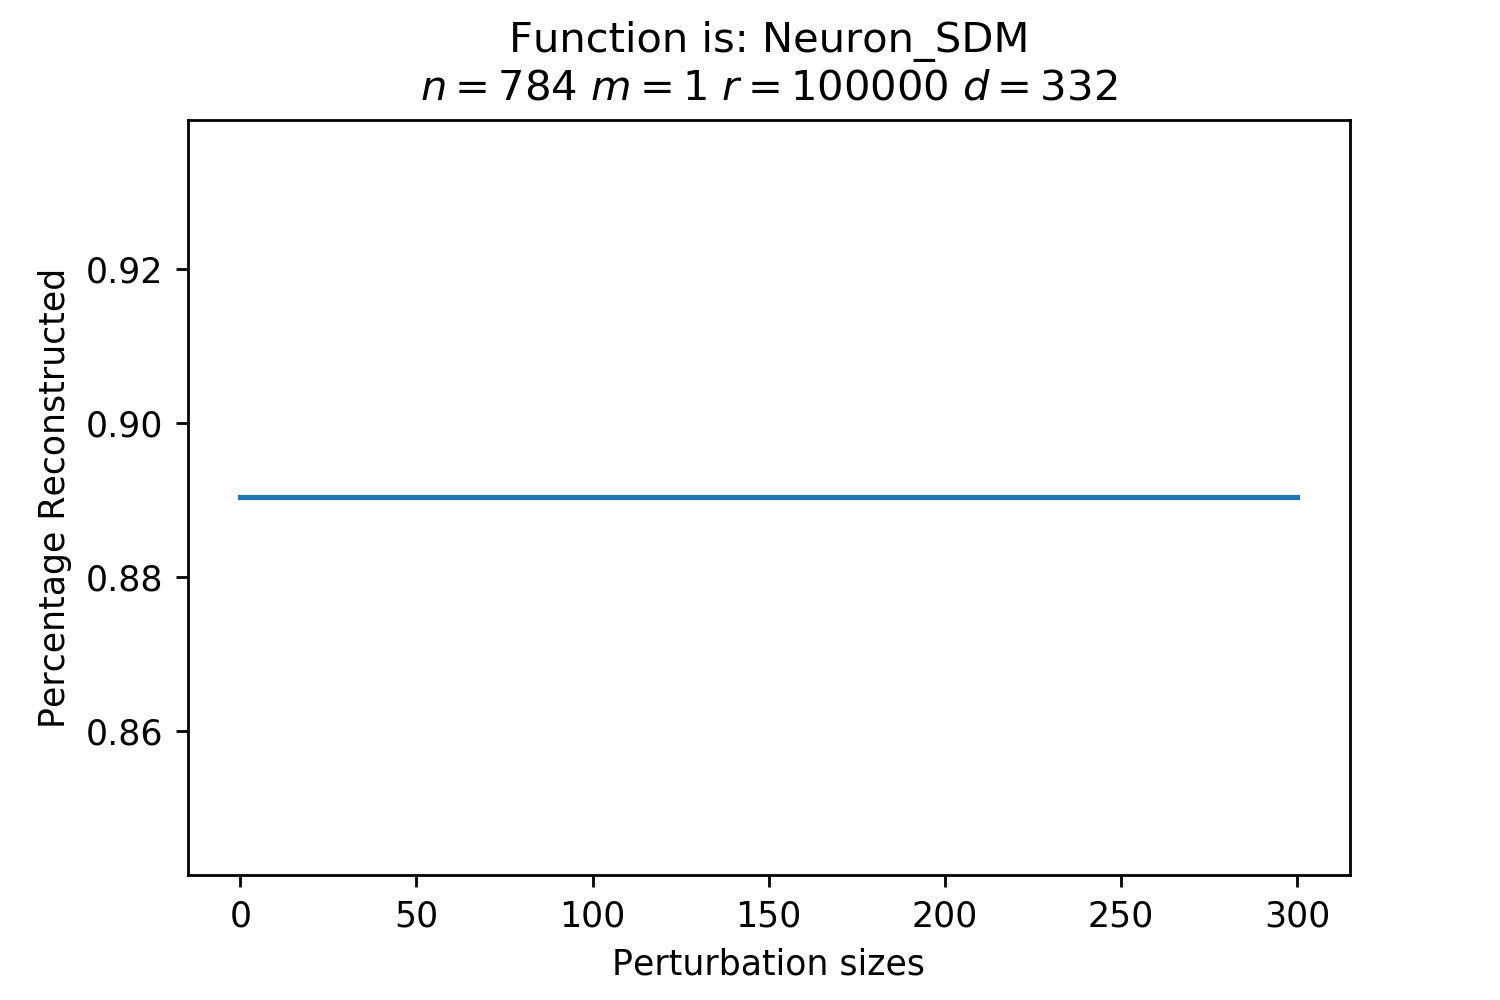 Function is: Neuron_SDM
n = 784 m = 1 r = 100000 d = 332
Percentage Reconstructed
0.92
0.90
0.88
0.86
0 50 100 150 200 250 300
Perturbation sizes